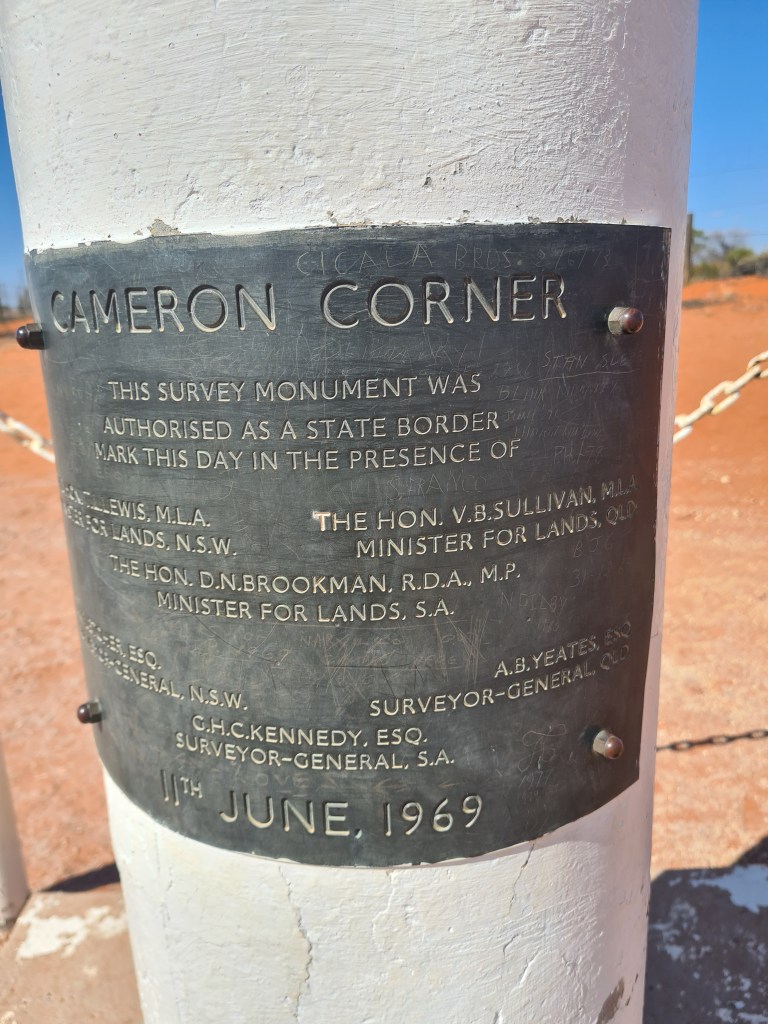 CAMERON CORNER
THIS SURVEY MONUMENT WAS
AUTHORISED AS A STATE BORDER
MARK THIS DAY IN THE PRESENCE OF
LEWIS, M.L.A.
FOR LANDS, N.S.W.
THE HON. V.B.SULLIVAN, M.L.A.
MINISTER FOR LANDS, QLD
THE HON. D.N.BROOKMAN, R.D.A., M.P.
MINISTER FOR LANDS, S.A.
ESQ.
GENERAL, N.S.W.
A.B.YEATES, ESQ
SURVEYOR-GENERAL, QLD
G.H.C.KENNEDY, ESQ.
SURVEYOR-GENERAL, S.A.
11TH JUNE, 1969